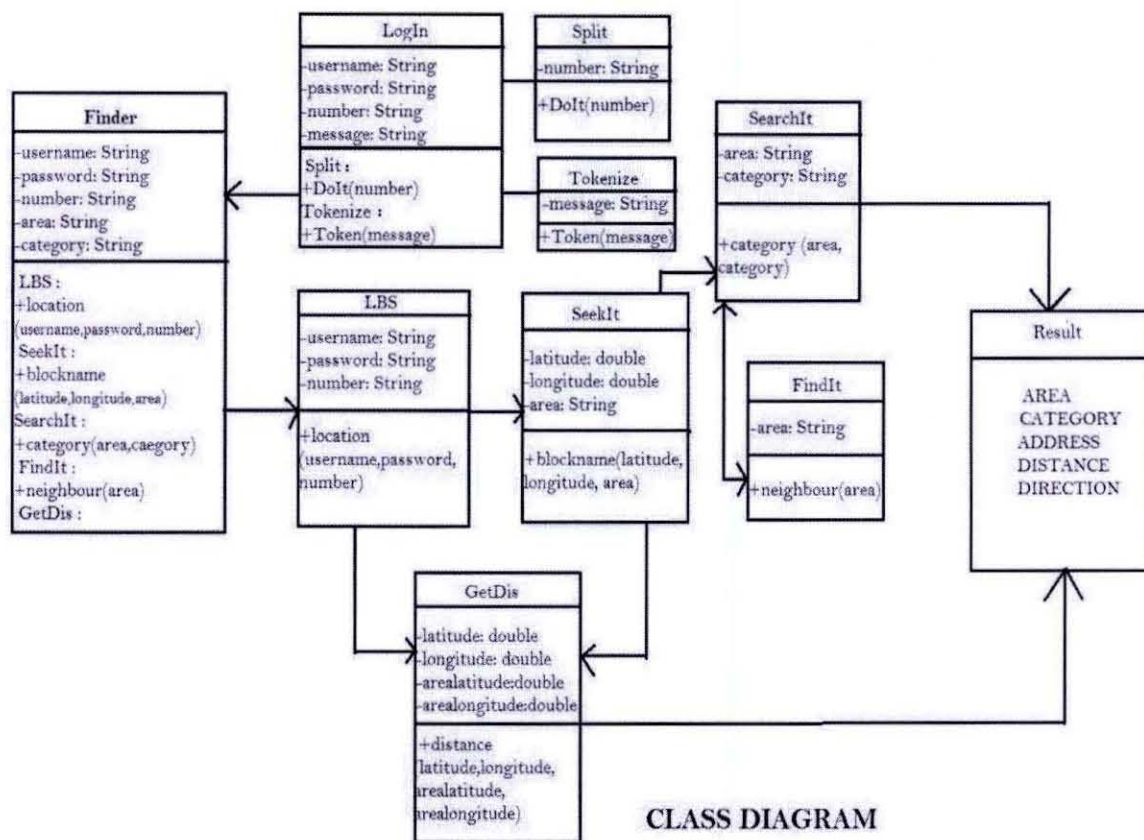 LogIn
-username: String
-password: String
-number: String
-message: String
Split :
+DoIt(number)
Tokenize :
+Token(message)
Split
-number: String
+DoIt(number)
Tokenize
-message: String
+Token(message)
Finder
-username: String
-password: String
-number: String
-area: String
-category: String
LBS :
+location
(username,password,number)
SeekIt :
+blockname
(latitude,longitude,area)
SearchIt :
+category(area,caegory)
FindIt :
+neighbour(area)
GetDis :
SearchIt
-area: String
-category: String
+category (area,
category)
LBS
-username: String
-password: String
-number: String
+location
(username,password,
number)
SeekIt
-latitude: double
-longitude: double
-area: String
+blockname(latitude,
longitude, area)
FindIt
-area: String
+neighbour(area)
Result
AREA
CATEGORY
ADDRESS
DISTANCE
DIRECTION
GetDis
-latitude: double
-longitude: double
-arealatitude:double
-arealongitude:double
+distance
(latitude,longitude,
arealatitude,
arealongitude)
CLASS DIAGRAM